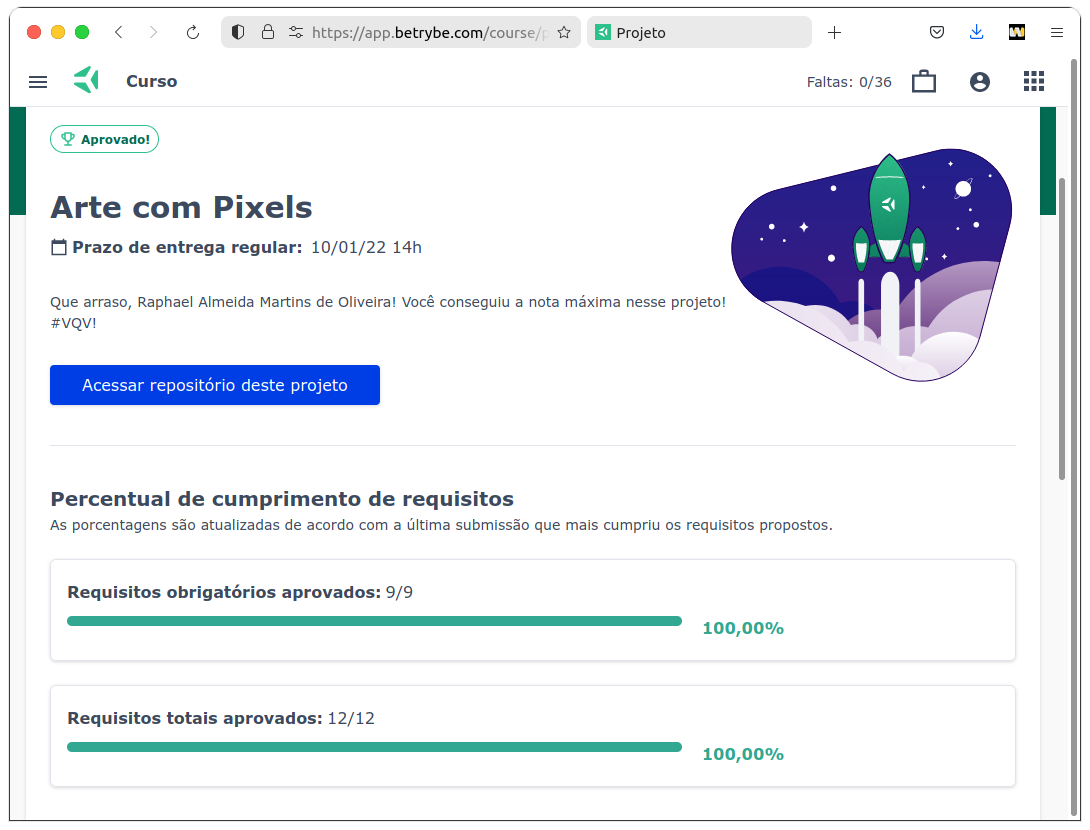 https://app.betrybe.com/course/p
Projeto
Curso
Faltas: 0/36
Aprovado!
Arte com Pixels
Prazo de entrega regular: 10/01/22 14h
Que arraso, Raphael Almeida Martins de Oliveira! Você conseguiu a nota máxima nesse projeto!
#VQV!
Acessar repositório deste projeto
Percentual de cumprimento de requisitos
As porcentagens são atualizadas de acordo com a última submissão que mais cumpriu os requisitos propostos.
Requisitos obrigatórios aprovados: 9/9
100,00%
Requisitos totais aprovados: 12/12
100,00%